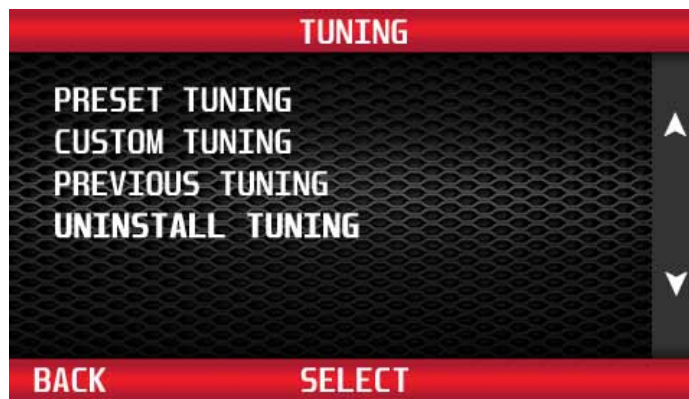 TUNING
PRESET TUNING
CUSTOM TUNING
PREVIOUS TUNING
UNINSTALL TUNING
BACK SELECT